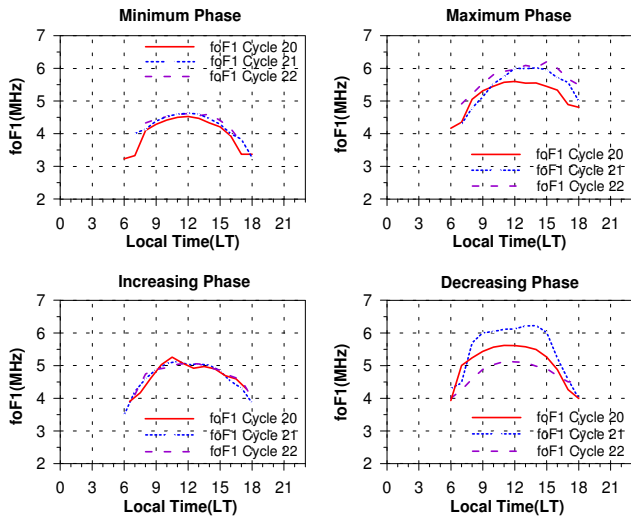 Minimum Phase
foF1(MHz)
7
6
5
4
3
2
foF1 Cycle 20
foF1 Cycle 21
foF1 Cycle 22
0 3 6 9 12 15 18 21
Local Time(LT)
Maximum Phase
foF1(MHz)
7
6
5
4
3
2
foF1 Cycle 20
foF1 Cycle 21
foF1 Cycle 22
0 3 6 9 12 15 18 21
Local Time(LT)
Increasing Phase
foF1(MHz)
7
6
5
4
3
2
foF1 Cycle 20
foF1 Cycle 21
foF1 Cycle 22
0 3 6 9 12 15 18 21
Local Time(LT)
Decreasing Phase
foF1(MHz)
7
6
5
4
3
2
foF1 Cycle 20
foF1 Cycle 21
foF1 Cycle 22
0 3 6 9 12 15 18 21
Local Time(LT)